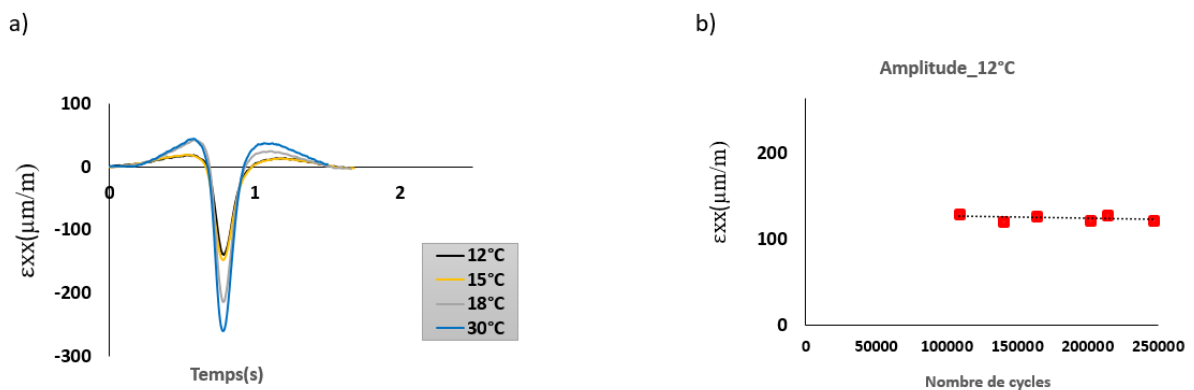 a)
100
0
-100
-200
-300
0
1
2
εxx(μm/m)
Temps(s)
12°C
15°C
18°C
30°C
b)
Amplitude_12°C
200
100
0
εxx(μm/m)
0 50000 100000 150000 200000 250000
Nombre de cycles